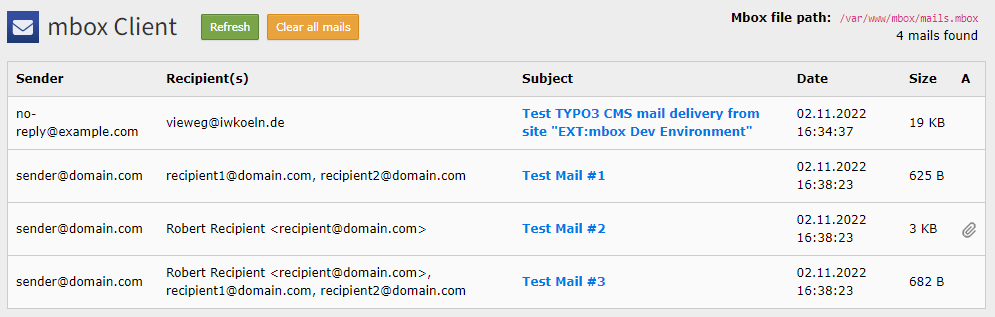 mbox Client
Refresh
Clear all mails
Mbox file path: /var/www/mbox/mails.mbox
4 mails found
Sender Recipient(s) Subject Date Size A
no-reply@example.com vieweg@iwkoeln.de Test TYPO3 CMS mail delivery from site "EXT:mbox Dev Environment" 02.11.2022 16:34:37 19 KB
sender@domain.com recipient1@domain.com, recipient2@domain.com Test Mail #1 02.11.2022 16:38:23 625 B
sender@domain.com Robert Recipient <recipient@domain.com> Test Mail #2 02.11.2022 16:38:23 3 KB
sender@domain.com Robert Recipient <recipient@domain.com>, recipient1@domain.com, recipient2@domain.com Test Mail #3 02.11.2022 16:38:23 682 B